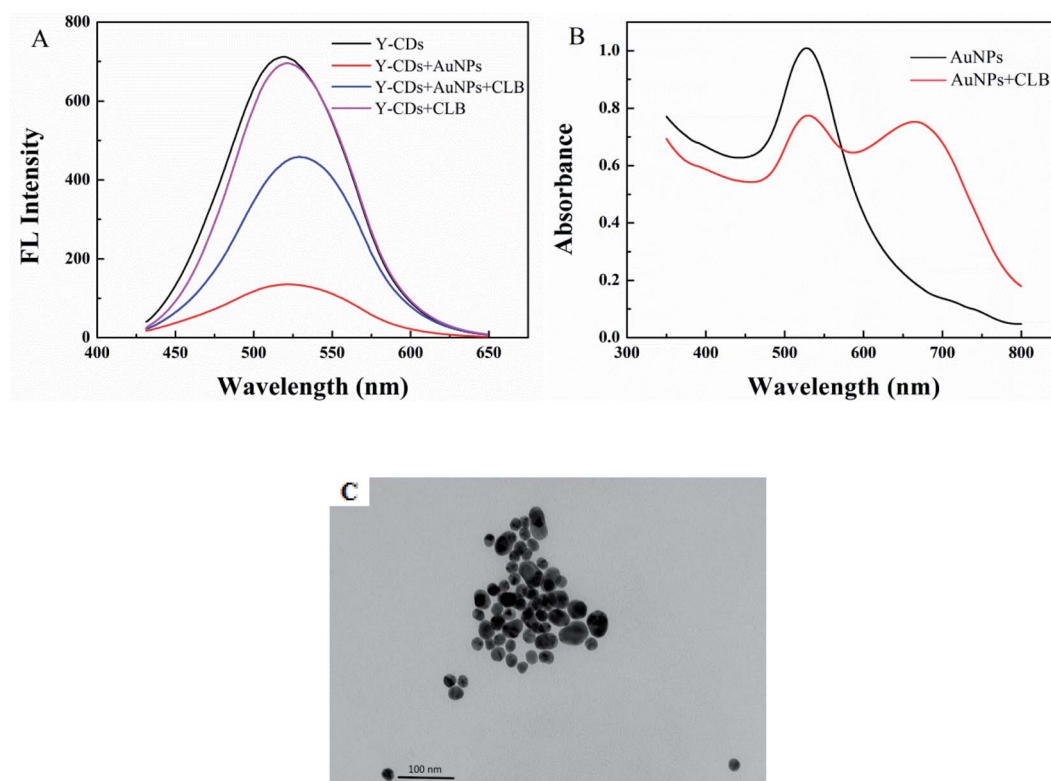 A
Y-CDs
Y-CDs+AuNPs
Y-CDs+AuNPs+CLB
Y-CDs+CLB
FL Intensity
800
600
400
200
0
400 450 500 550 600 650
Wavelength (nm)
B
AuNPs
AuNPs+CLB
Absorbance
1.0
0.8
0.6
0.4
0.2
0.0
300 400 500 600 700 800
Wavelength (nm)
C
100 nm